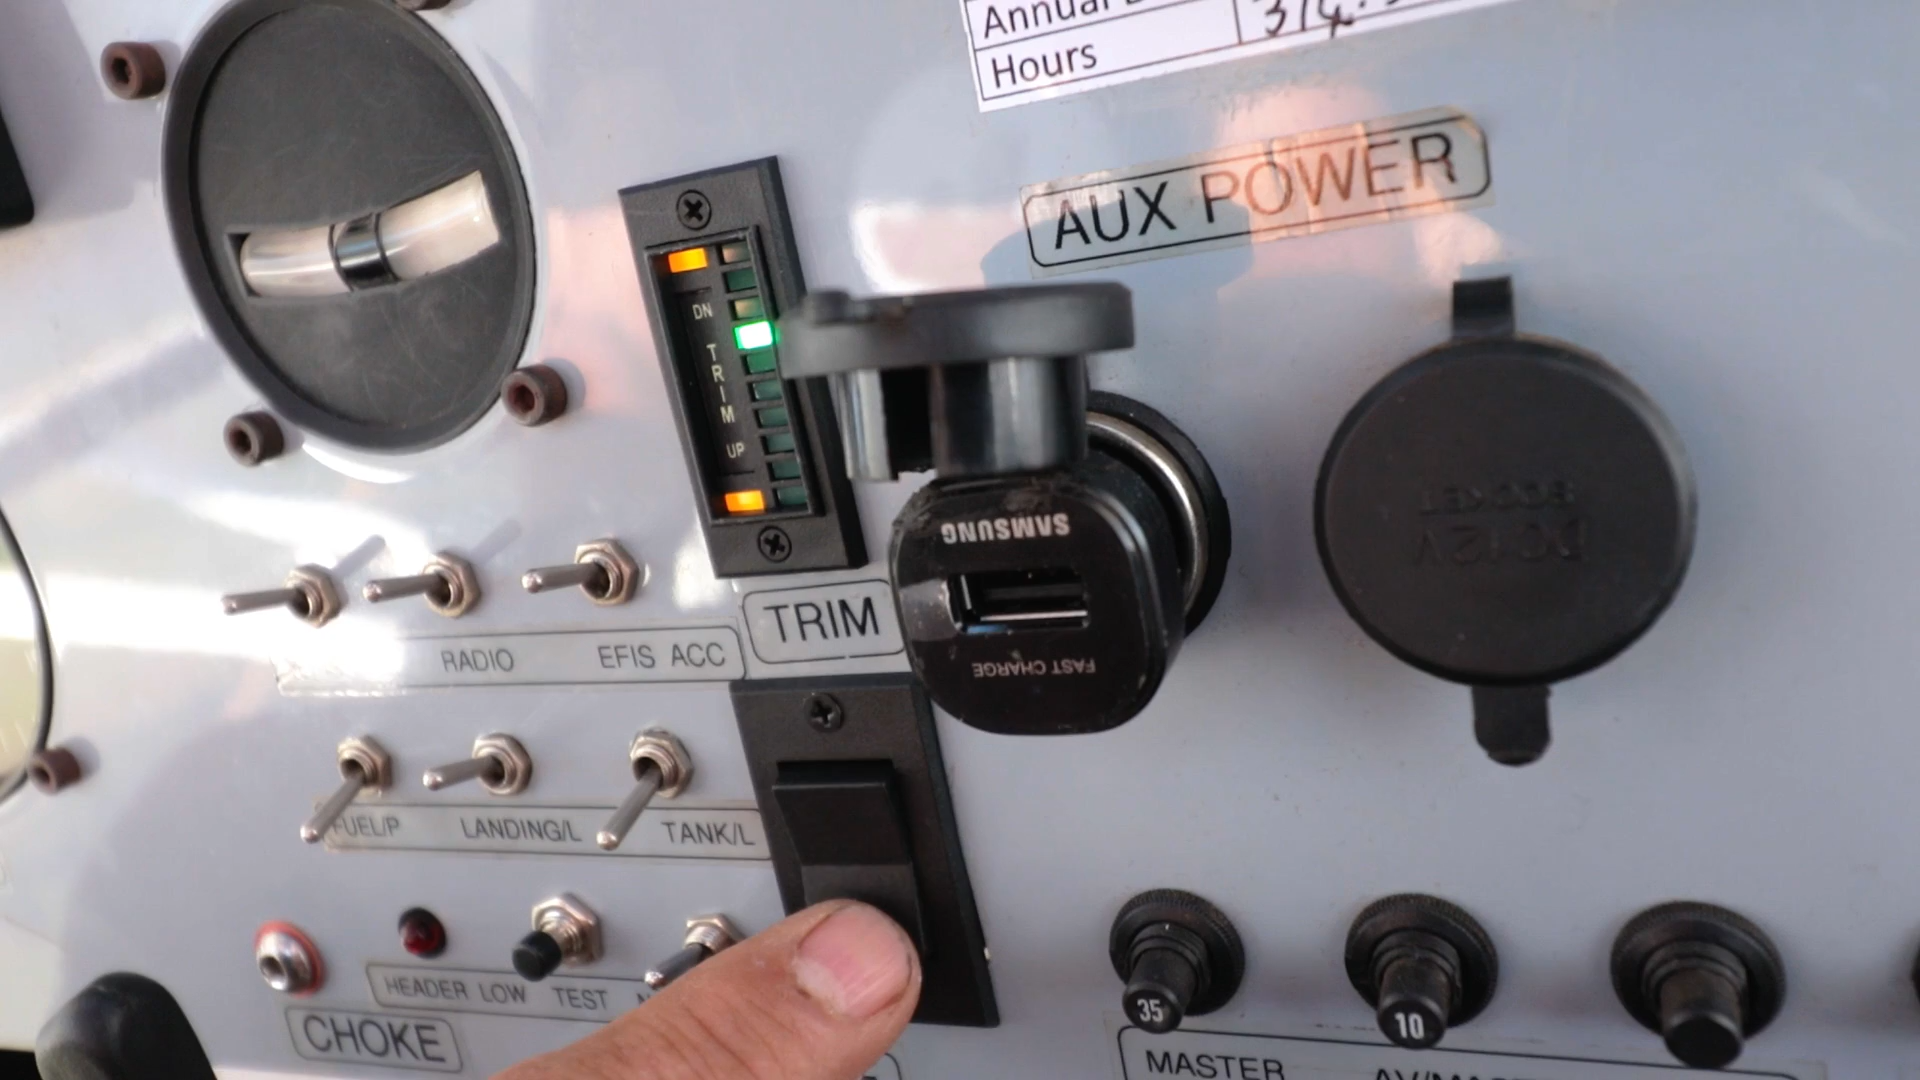 Annual
Hours
AUX POWER
DN
TRIM
UP
SAMSUNG
FAST CHARGE
DC12V
SOCKET
TRIM
RADIO
EFIS ACC
FUEL/P
LANDING/L
TANK/L
HEADER LOW
TEST
CHOKE
35
10
MASTER